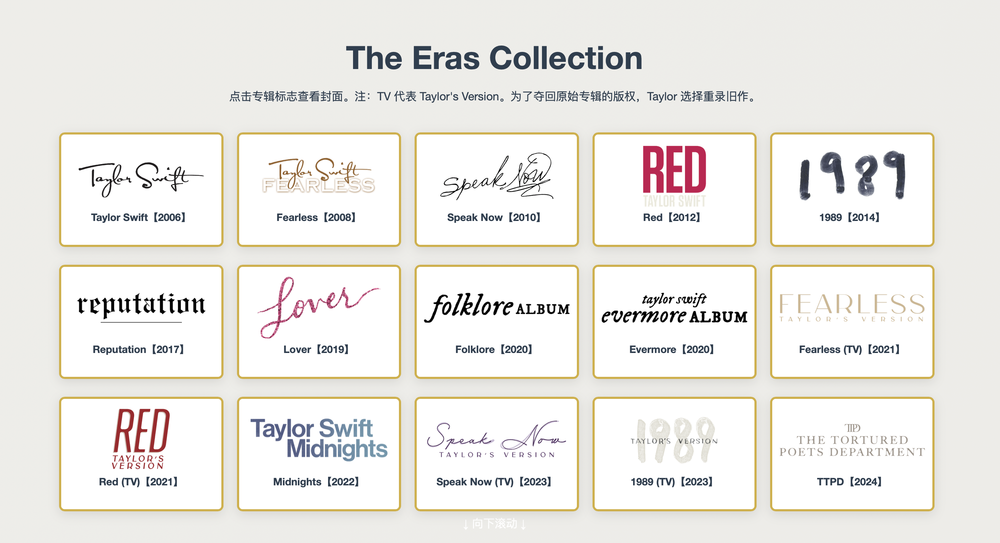 The Eras Collection
点击专辑标志查看封面。注：TV 代表 Taylor's Version。为了夺回原始专辑的版权，Taylor 选择重录旧作。
Taylor Swift
Taylor Swift【2006】
Taylor Swift
FEARLESS
Fearless【2008】
Speak Now
Speak Now【2010】
RED
TAYLOR SWIFT
Red【2012】
1989
1989【2014】
reputation
Reputation【2017】
Lover
Lover【2019】
folklore ALBUM
Folklore【2020】
taylor swift
evermore ALBUM
Evermore【2020】
FEARLESS
TAYLOR'S VERSION
Fearless (TV)【2021】
RED
TAYLOR'S
VERSION
Red (TV)【2021】
Taylor Swift
Midnights
Midnights【2022】
Speak Now
TAYLOR'S VERSION
Speak Now (TV)【2023】
1989
TAYLOR'S VERSION
1989 (TV)【2023】
TTPD
THE TORTURED
POETS DEPARTMENT
TTPD【2024】
↓ 向下滚动 ↓